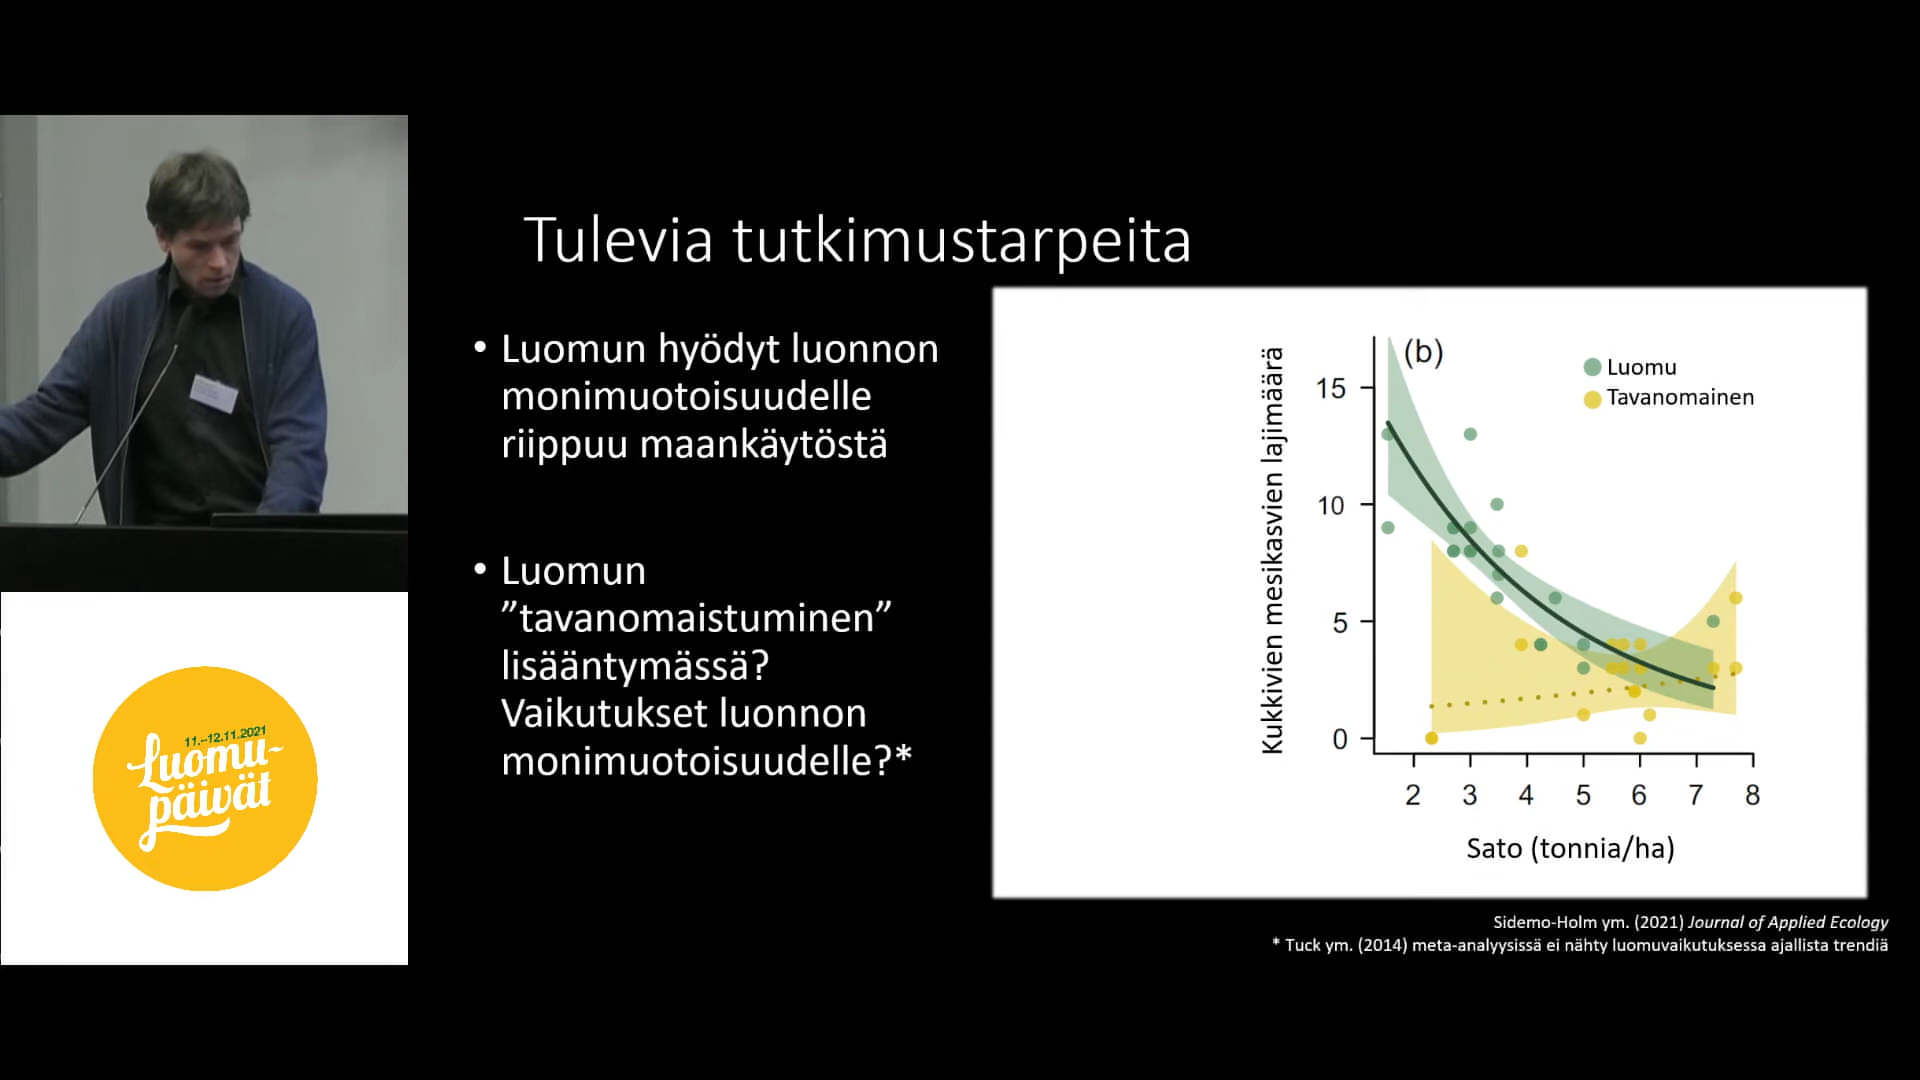 Tulevia tutkimustarpeita
• Luomun hyödyt luonnon
monimuotoisuudelle
riippuu maankäytöstä
• Luomun
”tavanomaistuminen”
lisääntymässä?
Vaikutukset luonnon
monimuotoisuudelle?*
(b)
Luomu
Tavanomainen
Kukkivien mesikasvien lajimäärä
15
10
5
0
2 3 4 5 6 7 8
Sato (tonnia/ha)
Sidemo-Holm ym. (2021) Journal of Applied Ecology
* Tuck ym. (2014) meta-analyysissä ei nähty luomuvaikutuksessa ajallista trendiä
11.–12.11.2021
Luomu-
päivät